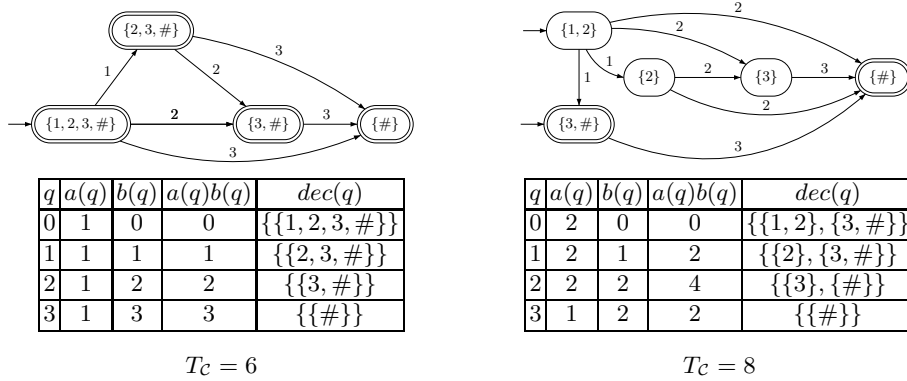 {2, 3, #}
3
1
2
{1, 2, 3, #}
2
{3, #}
3
{#}
3
q a(q) b(q) a(q)b(q) dec(q)
0 1 0 0 {{1, 2, 3, #}}
1 1 1 1 {{2, 3, #}}
2 1 2 2 {{3, #}}
3 1 3 3 {{#}}
T_C = 6
2
{1, 2}
2
1
1
{2}
2
{3}
3
{#}
2
{3, #}
3
q a(q) b(q) a(q)b(q) dec(q)
0 2 0 0 {{1, 2}, {3, #}}
1 2 1 2 {{2}, {3, #}}
2 2 2 4 {{3}, {#}}
3 1 2 2 {{#}}
T_C = 8